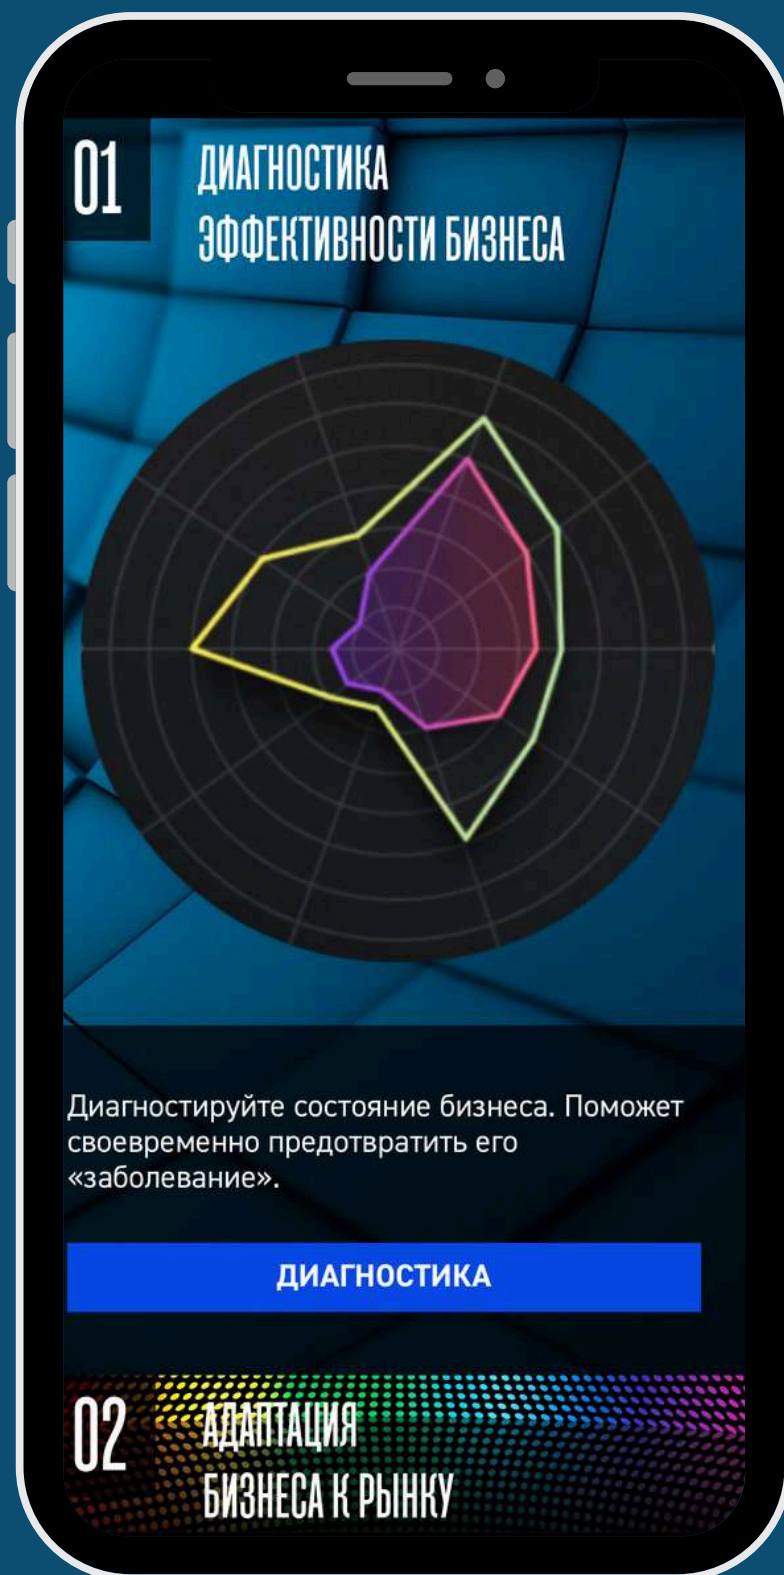 01
ДИАГНОСТИКА
ЭФФЕКТИВНОСТИ БИЗНЕСА
Диагностируйте состояние бизнеса. Поможет
своевременно предотвратить его
«заболевание».
ДИАГНОСТИКА
02
АДАПТАЦИЯ
БИЗНЕСА К РЫНКУ